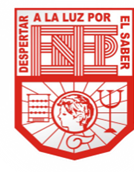 DESPERTAR A LA LUZ POR EL SABER
ENP